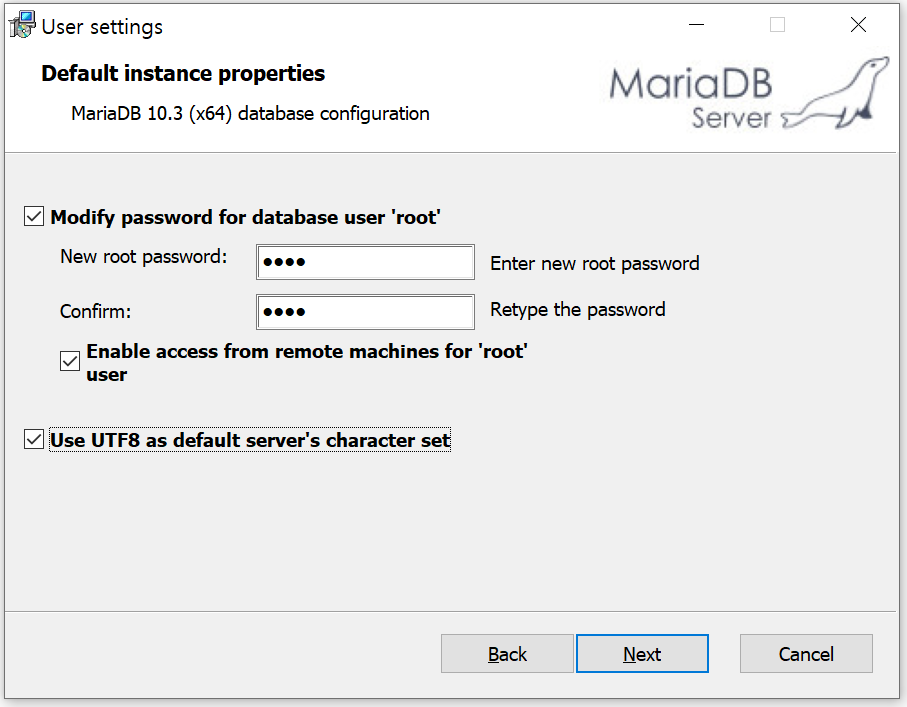 User settings
Default instance properties
MariaDB 10.3 (x64) database configuration
MariaDB
Server
Modify password for database user 'root'
New root password:
●●●●
Enter new root password
Confirm:
●●●●
Retype the password
Enable access from remote machines for 'root'
user
Use UTF8 as default server's character set
Back
Next
Cancel